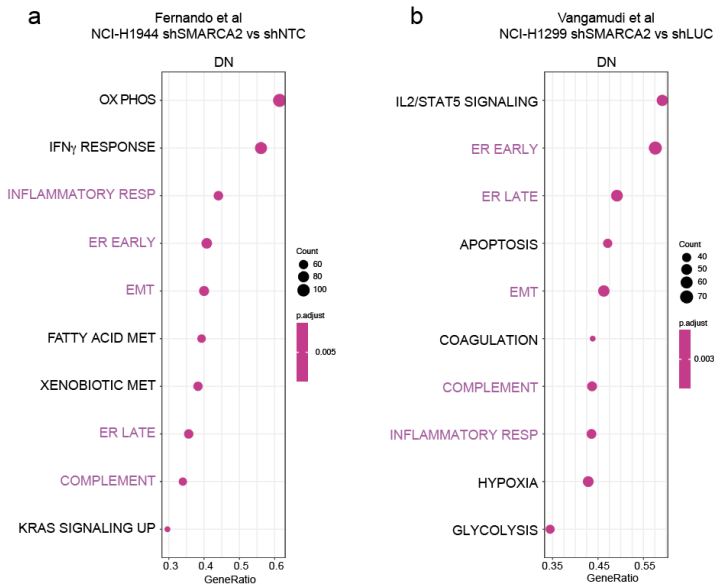 a
Fernando et al
NCI-H1944 shSMARCA2 vs shNTC
DN
OX PHOS
IFNγ RESPONSE
INFLAMMATORY RESP
ER EARLY
EMT
FATTY ACID MET
XENOBIOTIC MET
ER LATE
COMPLEMENT
KRAS SIGNALING UP
0.3 0.4 0.5 0.6
GeneRatio
Count
60
80
100
p.adjust
0.005
b
Vangamudi et al
NCI-H1299 shSMARCA2 vs shLUC
DN
IL2/STAT5 SIGNALING
ER EARLY
ER LATE
APOPTOSIS
EMT
COAGULATION
COMPLEMENT
INFLAMMATORY RESP
HYPOXIA
GLYCOLYSIS
0.35 0.45 0.55
GeneRatio
Count
40
50
60
70
p.adjust
0.003